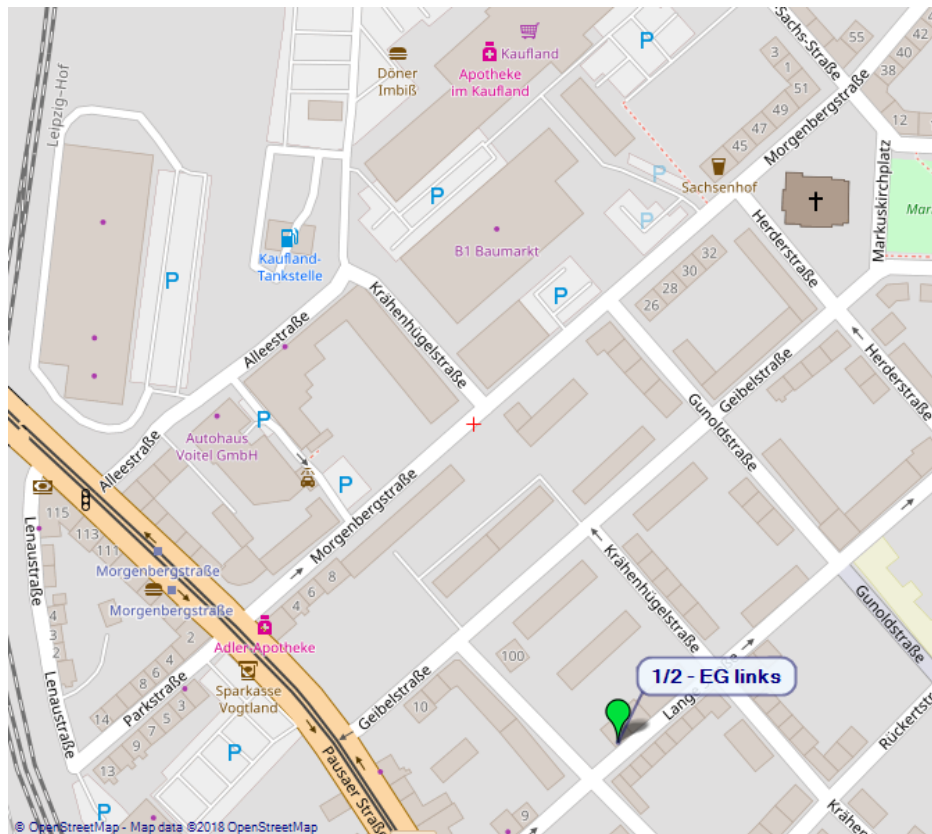 Leipzig-Hof
Döner
Imbiß
Kaufland
Apotheke
im Kaufland
P
55
40
42
38
3
1
51
49
47
45
12
Morgenbergstraße
Sachs-Straße
P
P
Sachsenhof
Markuskirchplatz
P
P
Kaufland-
Tankstelle
P
B1 Baumarkt
32
30
28
26
P
Herderstraße
Krähenhügelstraße
Alleestraße
Geibelstraße
Herderstraße
P
Autohaus
Voitel GmbH
Gunoldstraße
Alleestraße
P
Morgenbergstraße
115
113
111
Lenaustraße
Morgenbergstraße
Morgenbergstraße
8
6
4
Krähenhügelstraße
Gunoldstraße
4
3
2
2
Adler-Apotheke
100
1/2 - EG links
Sparkasse
Vogtland
4
6
8
14
Parkstraße
3
5
7
9
13
Lenaustraße
Geibelstraße
10
P
P
Pausaer Straße
© OpenStreetMap - Map data ©2018 OpenStreetMap